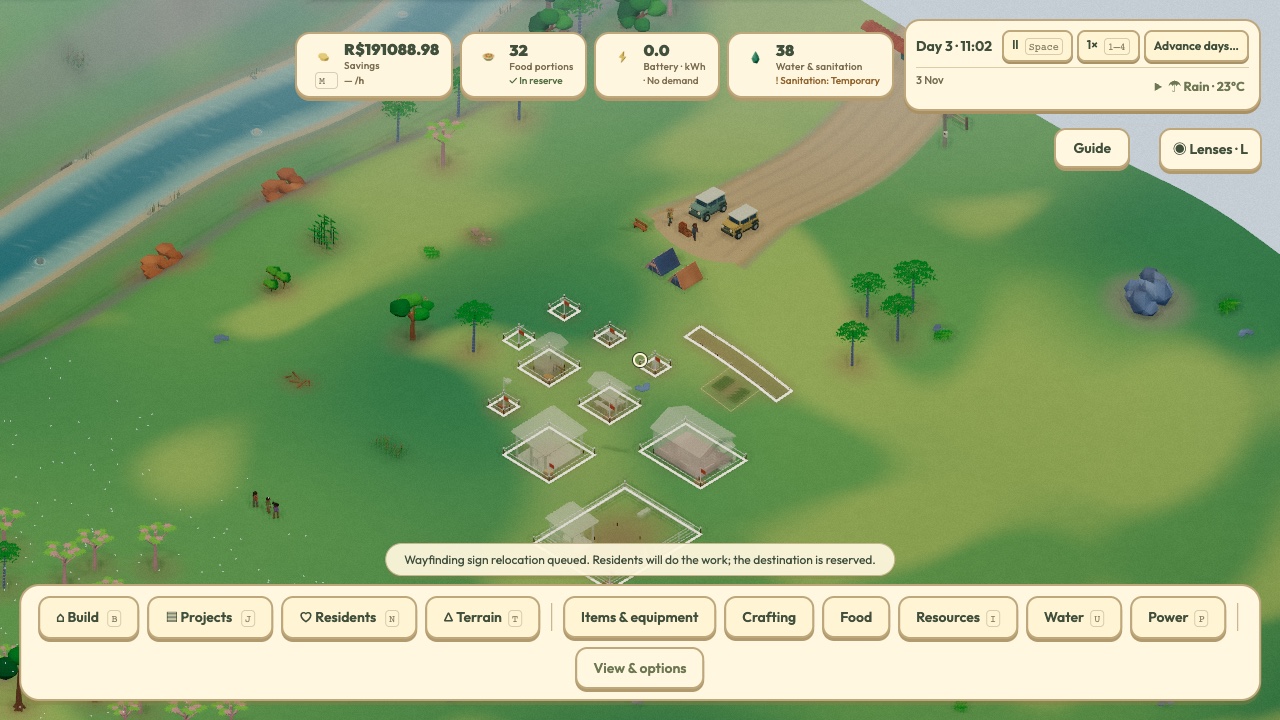 R$191088.98
Savings
M — /h
32
Food portions
✓ In reserve
0.0
Battery · kWh
· No demand
38
Water & sanitation
! Sanitation: Temporary
Day 3 · 11:02
II Space
1× 1–4
Advance days...
3 Nov
▶ ☂ Rain · 23°C
Guide
◉ Lenses · L
Wayfinding sign relocation queued. Residents will do the work; the destination is reserved.
⌂ Build B
▤ Projects J
♡ Residents N
△ Terrain T
Items & equipment
Crafting
Food
Resources I
Water U
Power P
View & options